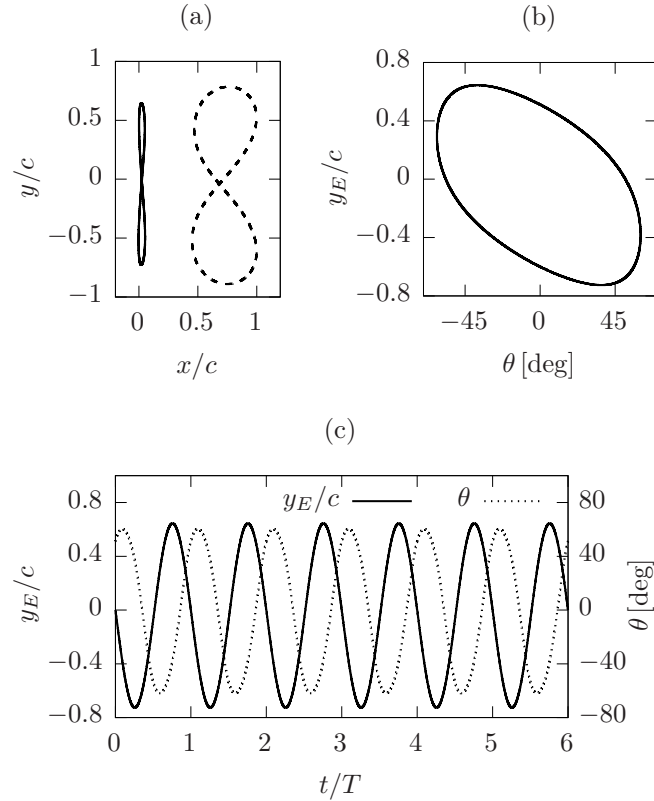 (a)
1
0.5
0
−0.5
−1
y/c
0 0.5 1
x/c
(b)
0.8
0.4
0
−0.4
−0.8
y_E/c
−45 0 45
θ [deg]
(c)
y_E/c θ
0.8
0.4
0
−0.4
−0.8
y_E/c
80
40
0
−40
−80
θ [deg]
0 1 2 3 4 5 6
t/T